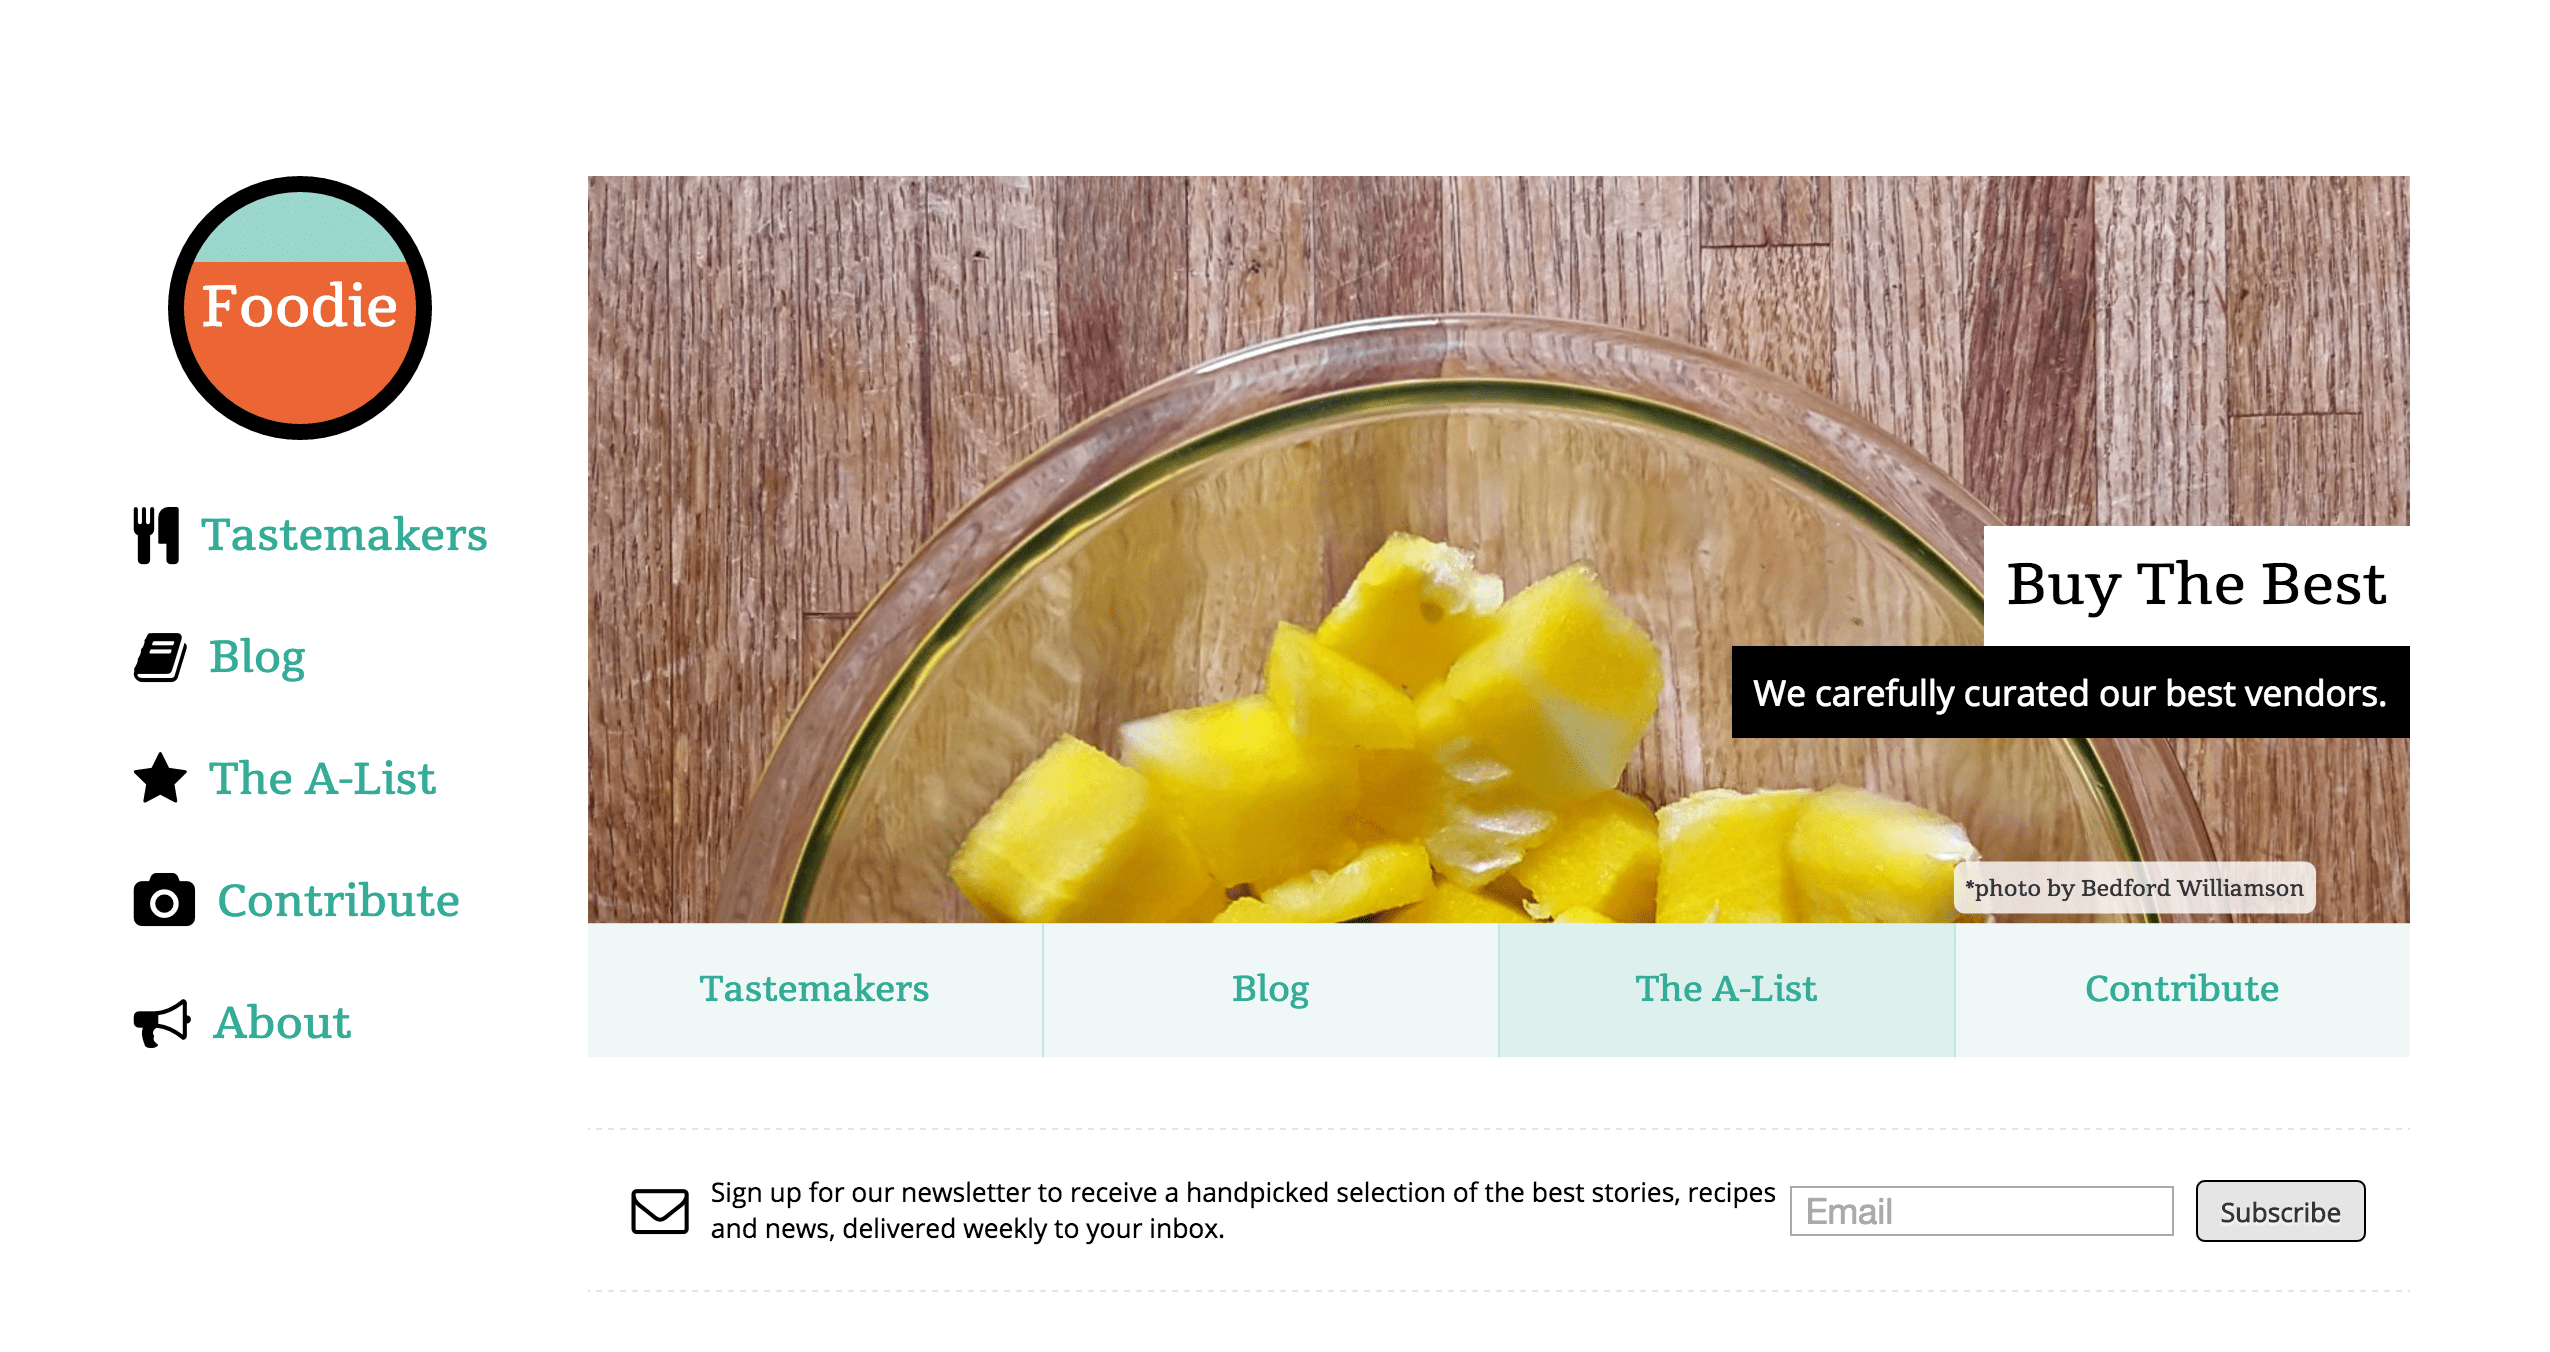 Foodie
Tastemakers
Blog
The A-List
Contribute
About
Buy The Best
We carefully curated our best vendors.
*photo by Bedford Williamson
Tastemakers
Blog
The A-List
Contribute
Sign up for our newsletter to receive a handpicked selection of the best stories, recipes
and news, delivered weekly to your inbox.
Email
Subscribe